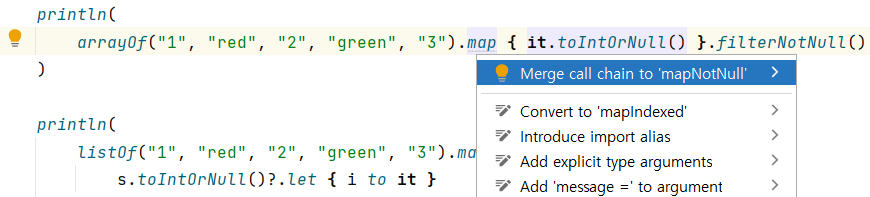 println(
arrayOf("1", "red", "2", "green", "3").map { it.toIntOrNull() }.filterNotNull()
)
Merge call chain to 'mapNotNull'
Convert to 'mapIndexed'
Introduce import alias
Add explicit type arguments
Add 'message =' to argument
println(
listOf("1", "red", "2", "green", "3").ma
s.toIntOrNull()?.let { i to it }